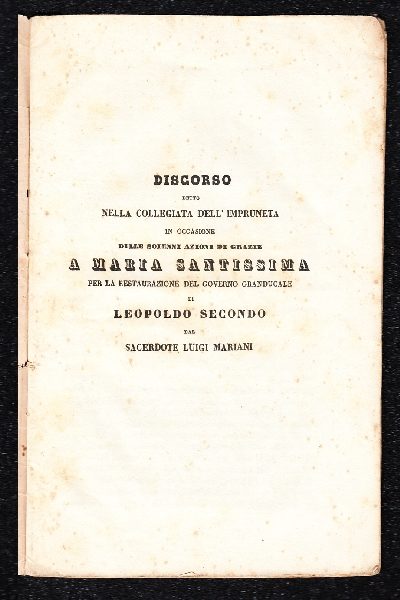 DISCORSO
DETTO
NELLA COLLEGIATA DELL' IMPRUNETA
IN OCCASIONE
DELLE SOLENNI AZIONI DI GRAZIE
A MARIA SANTISSIMA
PER LA RESTAURAZIONE DEL GOVERNO GRANDUCALE
DI
LEOPOLDO SECONDO
DAL
SACERDOTE LUIGI MARIANI